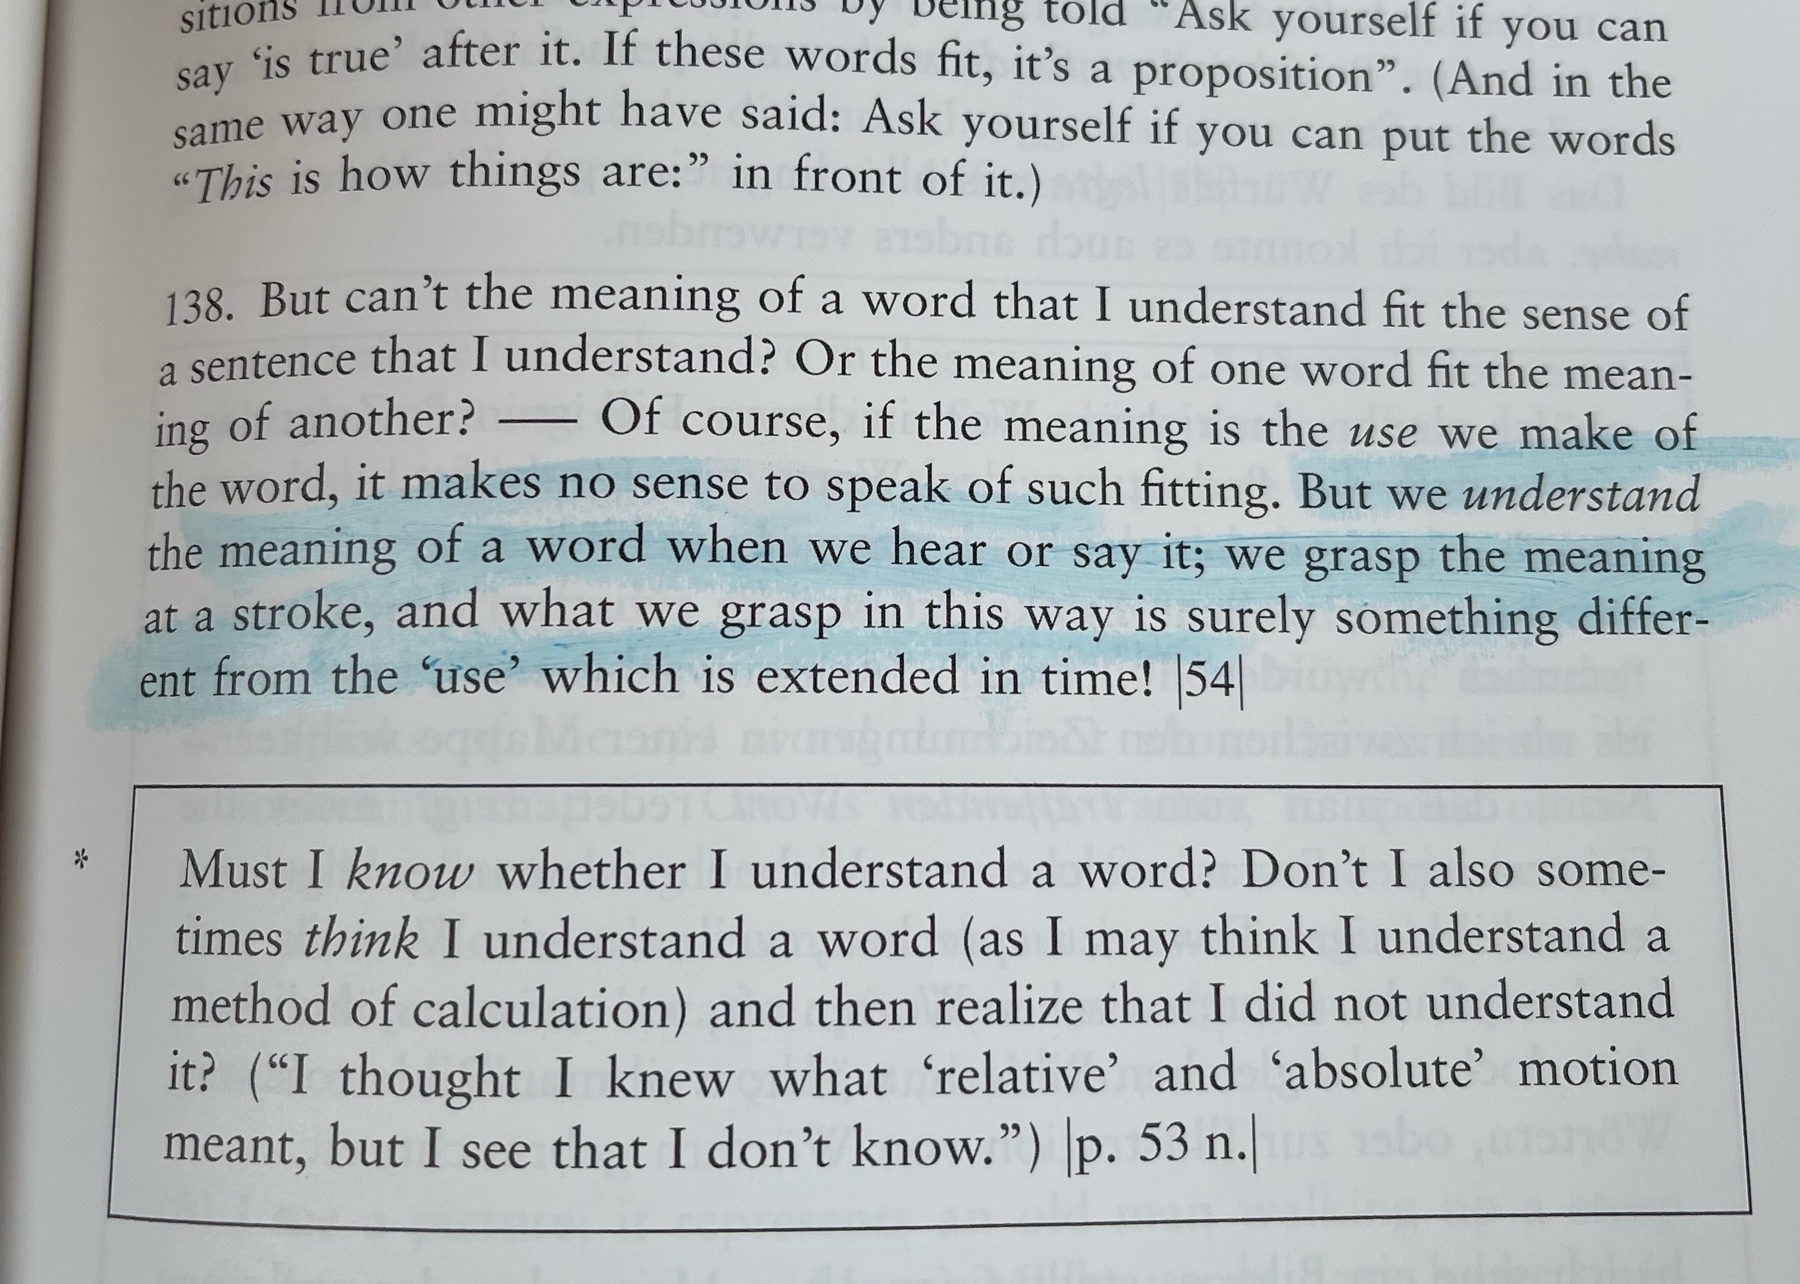 sitions from other expressions by being told “Ask yourself if you can
say ‘is true’ after it. If these words fit, it’s a proposition”. (And in the
same way one might have said: Ask yourself if you can put the words
“This is how things are:” in front of it.)
138. But can’t the meaning of a word that I understand fit the sense of
a sentence that I understand? Or the meaning of one word fit the mean-
ing of another? —— Of course, if the meaning is the use we make of
the word, it makes no sense to speak of such fitting. But we understand
the meaning of a word when we hear or say it; we grasp the meaning
at a stroke, and what we grasp in this way is surely something differ-
ent from the ‘use’ which is extended in time! |54|
* Must I know whether I understand a word? Don’t I also some-
times think I understand a word (as I may think I understand a
method of calculation) and then realize that I did not understand
it? (“I thought I knew what ‘relative’ and ‘absolute’ motion
meant, but I see that I don’t know.”) |p. 53 n.|